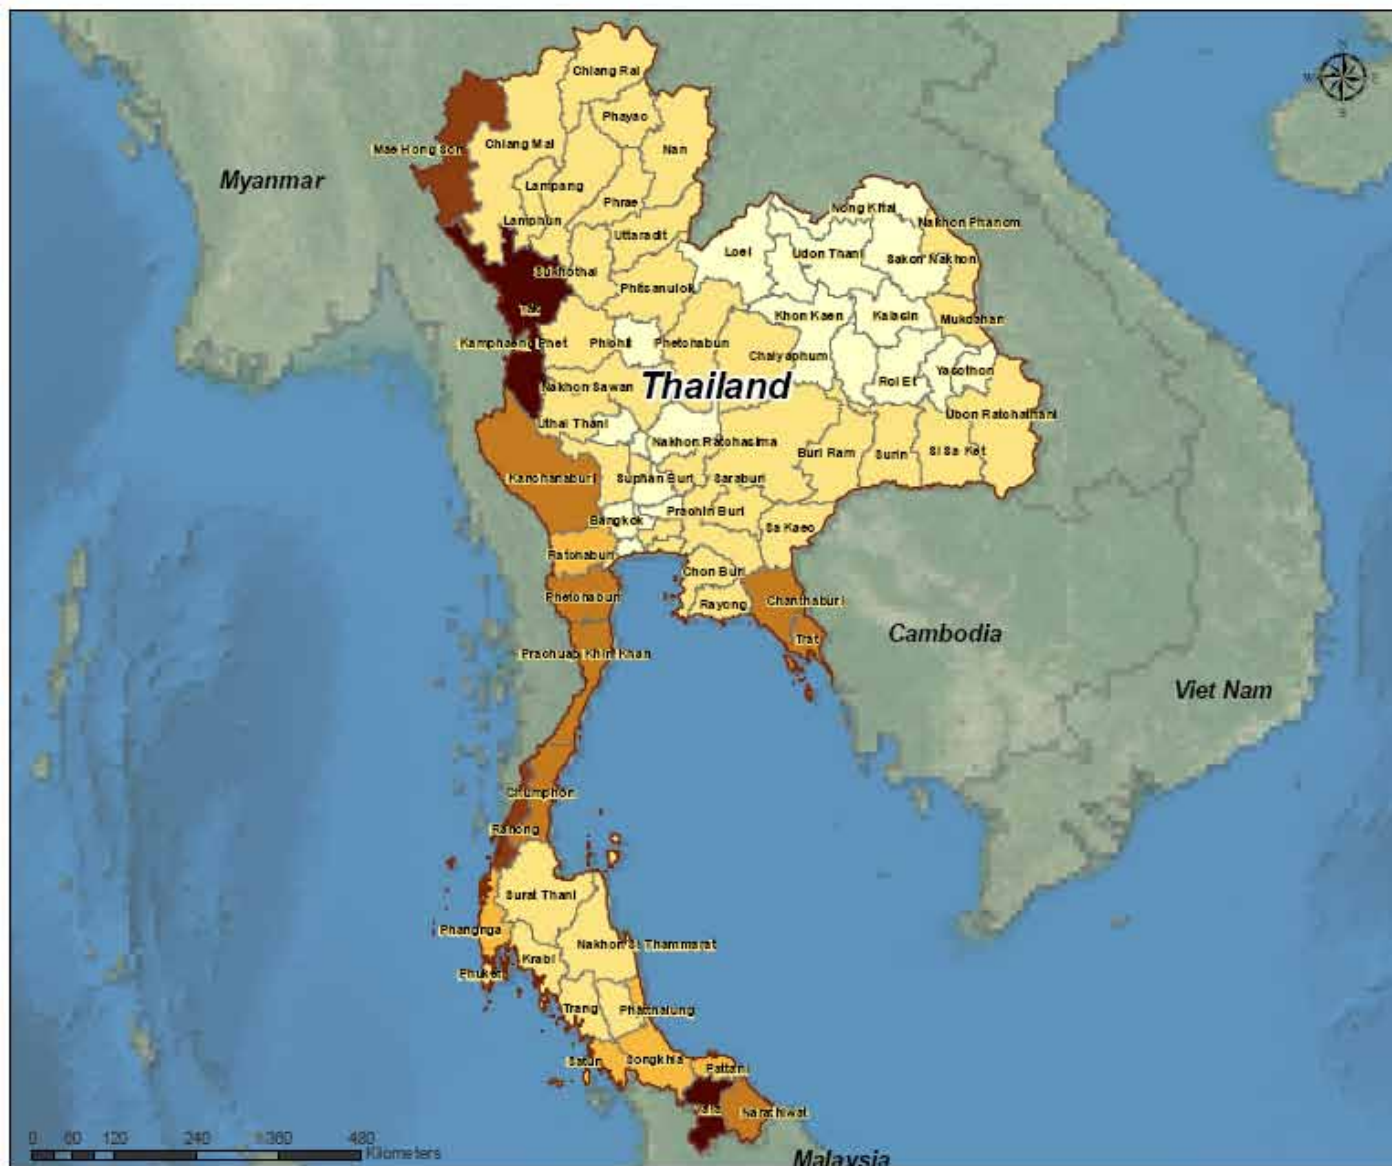 N
W E
S
Chiang Rai
Phayao
Mae Hong Son
Chiang Mai
Nan
Myanmar
Lampang
Phrae
Nong Khai
Lamphun
Nakhon Phanom
Uttaradit
Loei
Udon Thani
Sakon Nakhon
Sukhothai
Phitsanulok
Tak
Khon Kaen
Kalasin
Mukdahan
Kamphaeng Phet
Phichit
Phetchabun
Chaiyaphum
Yasothon
Nakhon Sawan
Thailand
Roi Et
Ubon Ratchathani
Uthai Thani
Nakhon Ratchasima
Buri Ram
Surin
Si Sa Ket
Kanchanaburi
Suphan Buri
Saraburi
Bangkok
Prachin Buri
Sa Kaeo
Ratchaburi
Chon Buri
Phetchaburi
Rayong
Chanthaburi
Cambodia
Trat
Prachuab Khiri Khan
Viet Nam
Chumphon
Ranong
Surat Thani
Phangnga
Nakhon Si Thammarat
Krabi
Phuket
Trang
Phatthalung
Satun
Songkhla
Pattani
Yala
Narathiwat
0 60 120 240 360 480
Kilometers
Malaysia